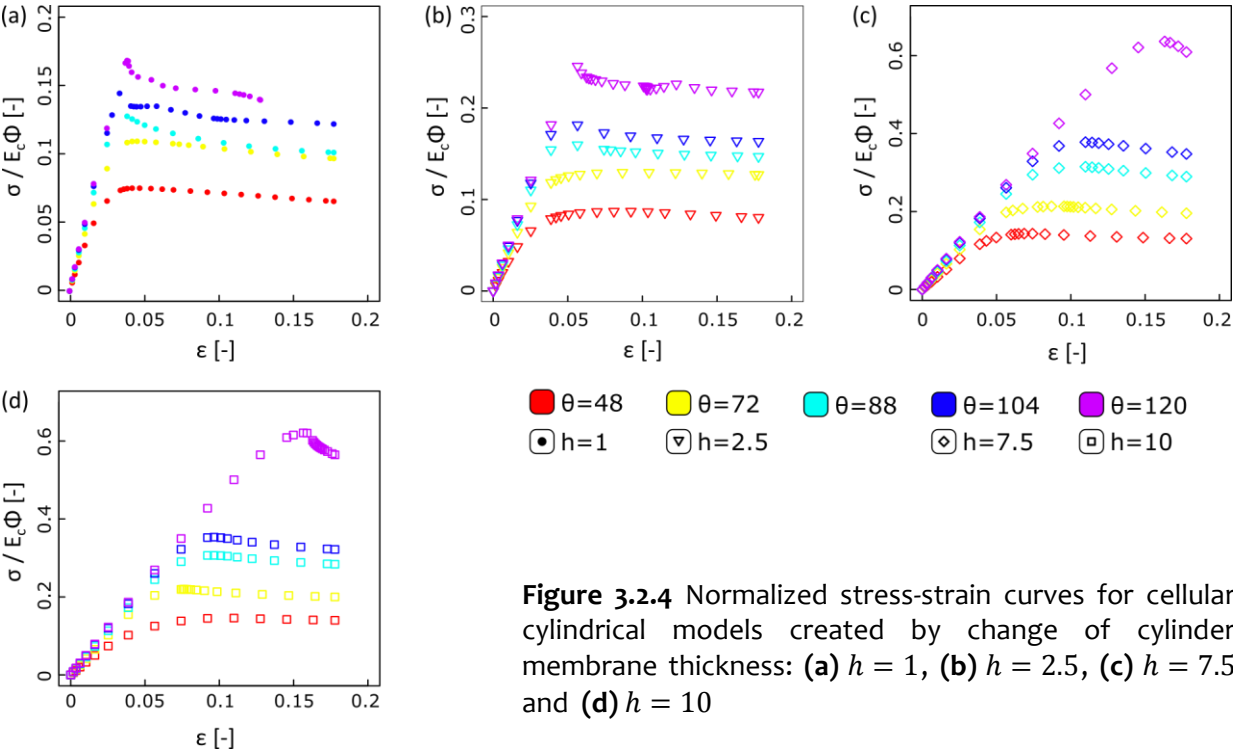 (a)
0.2
0.15
0.1
0.05
0
σ / E_cΦ [-]
0 0.05 0.1 0.15 0.2
ε [-]
(b)
0.3
0.2
0.1
0
σ / E_cΦ [-]
0 0.05 0.1 0.15 0.2
ε [-]
(c)
0.6
0.4
0.2
0
σ / E_cΦ [-]
0 0.05 0.1 0.15 0.2
ε [-]
θ=48 θ=72 θ=88 θ=104 θ=120
h=1 h=2.5 h=7.5 h=10
(d)
0.6
0.4
0.2
0
σ / E_cΦ [-]
0 0.05 0.1 0.15 0.2
ε [-]
Figure 3.2.4 Normalized stress-strain curves for cellular
cylindrical models created by change of cylinder
membrane thickness: (a) h = 1, (b) h = 2.5, (c) h = 7.5
and (d) h = 10